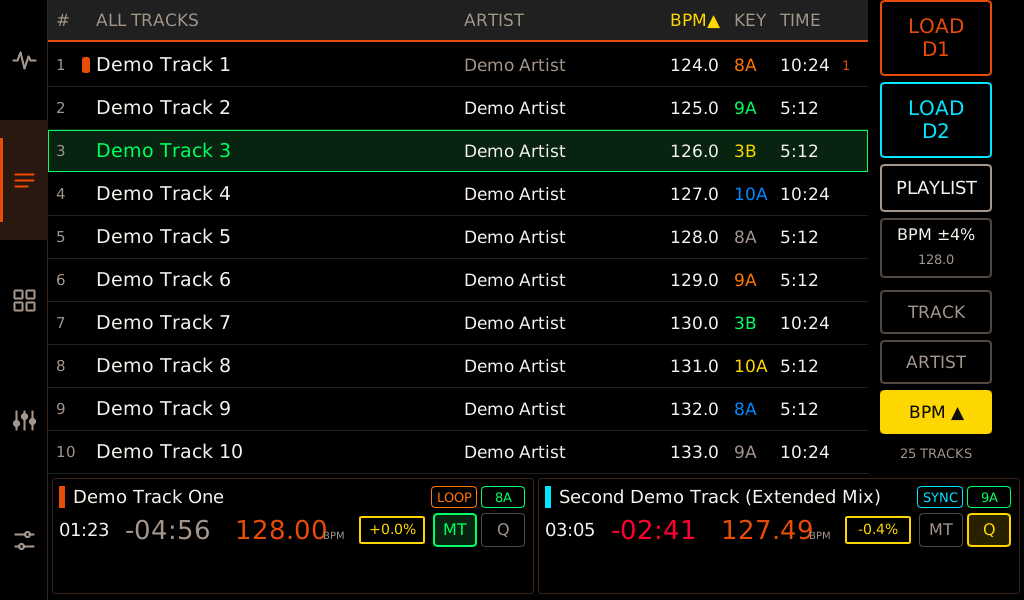 # ALL TRACKS ARTIST BPM▲ KEY TIME
1 Demo Track 1 Demo Artist 124.0 8A 10:24 1
2 Demo Track 2 Demo Artist 125.0 9A 5:12
3 Demo Track 3 Demo Artist 126.0 3B 5:12
4 Demo Track 4 Demo Artist 127.0 10A 10:24
5 Demo Track 5 Demo Artist 128.0 8A 5:12
6 Demo Track 6 Demo Artist 129.0 9A 5:12
7 Demo Track 7 Demo Artist 130.0 3B 10:24
8 Demo Track 8 Demo Artist 131.0 10A 5:12
9 Demo Track 9 Demo Artist 132.0 8A 5:12
10 Demo Track 10 Demo Artist 133.0 9A 10:24
LOAD
D1
LOAD
D2
PLAYLIST
BPM ±4%
128.0
TRACK
ARTIST
BPM ▲
25 TRACKS
Demo Track One LOOP 8A
01:23 -04:56 128.00 BPM +0.0% MT Q
Second Demo Track (Extended Mix) SYNC 9A
03:05 -02:41 127.49 BPM -0.4% MT Q